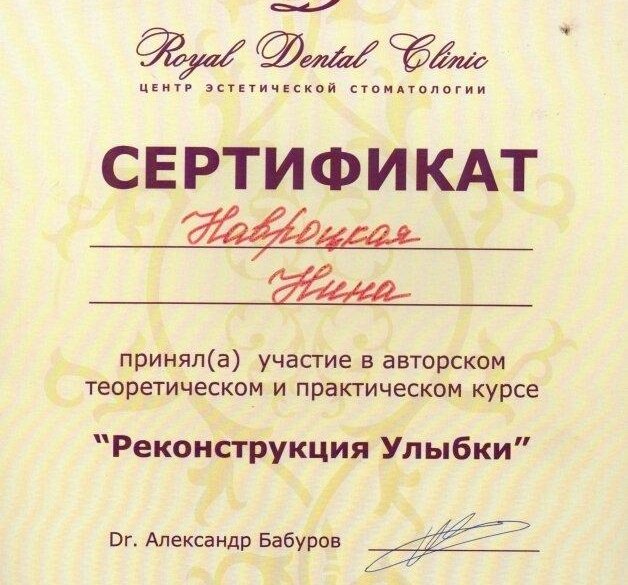 Royal Dental Clinic
ЦЕНТР ЭСТЕТИЧЕСКОЙ СТОМАТОЛОГИИ
СЕРТИФИКАТ
Навроцкая
Нина
принял(а) участие в авторском
теоретическом и практическом курсе
“Реконструкция Улыбки”
Dr. Александр Бабуров